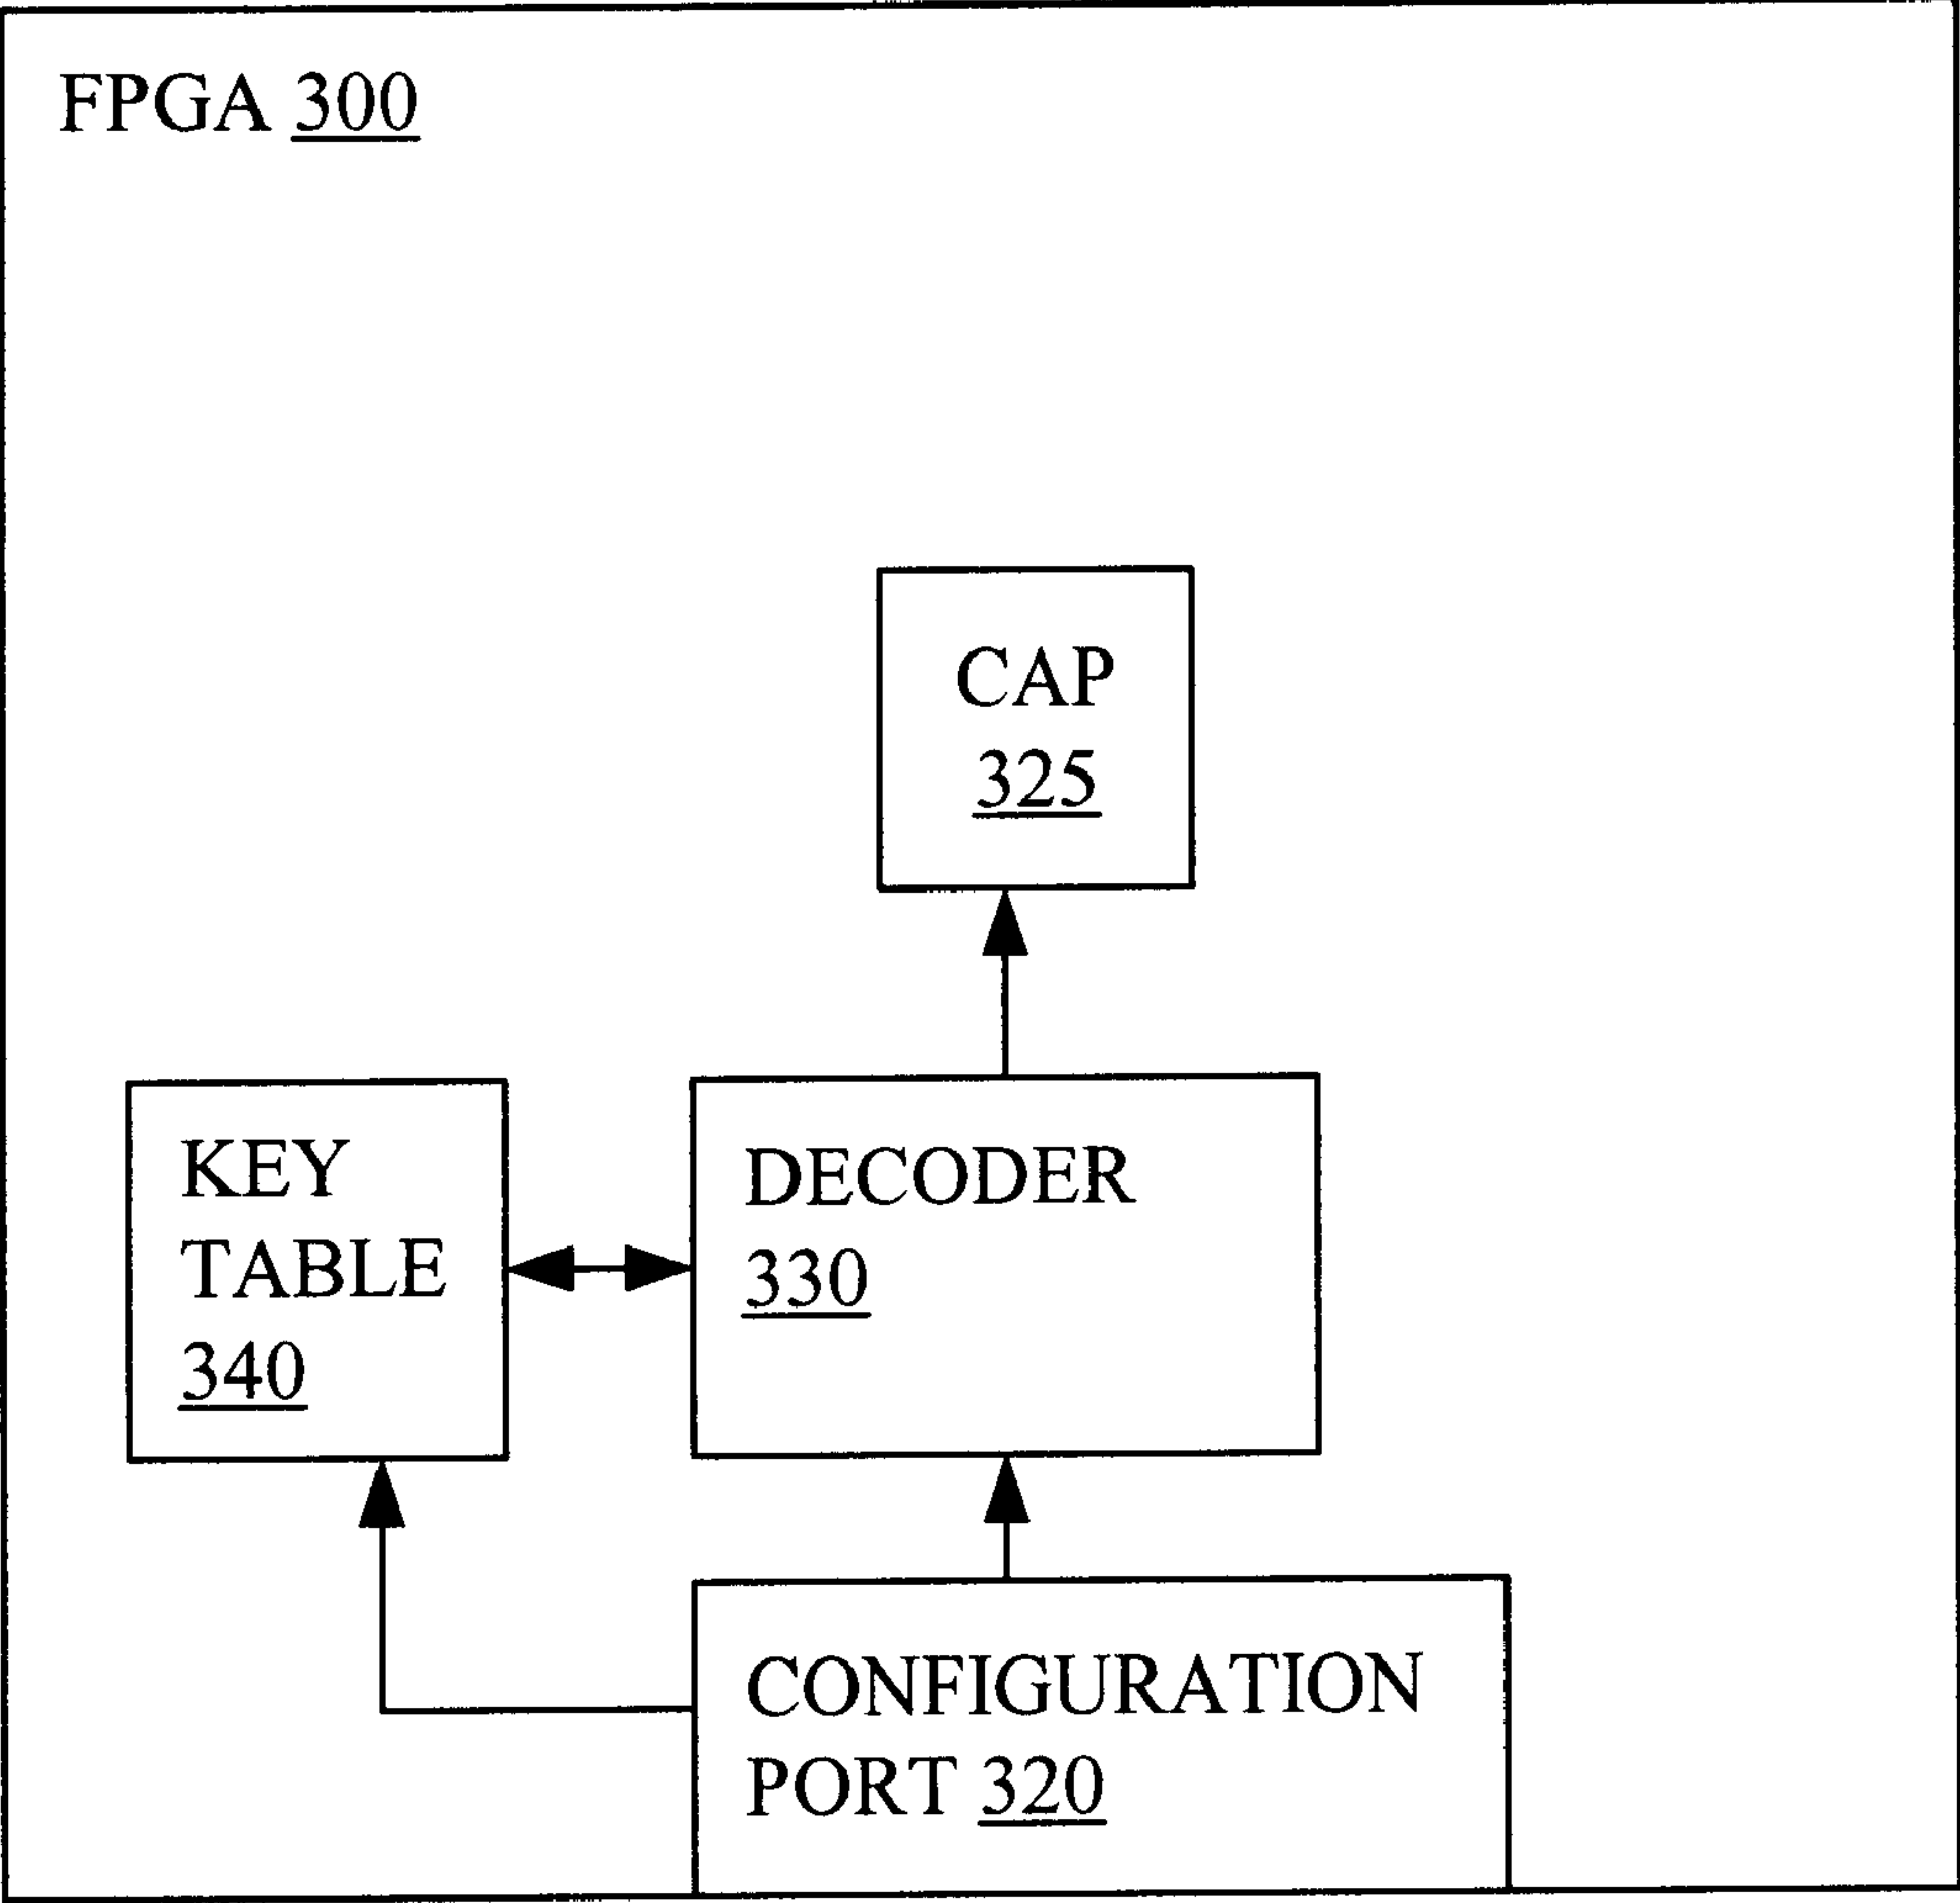 FPGA 300
CAP
325
KEY
TABLE
340
DECODER
330
CONFIGURATION
PORT 320